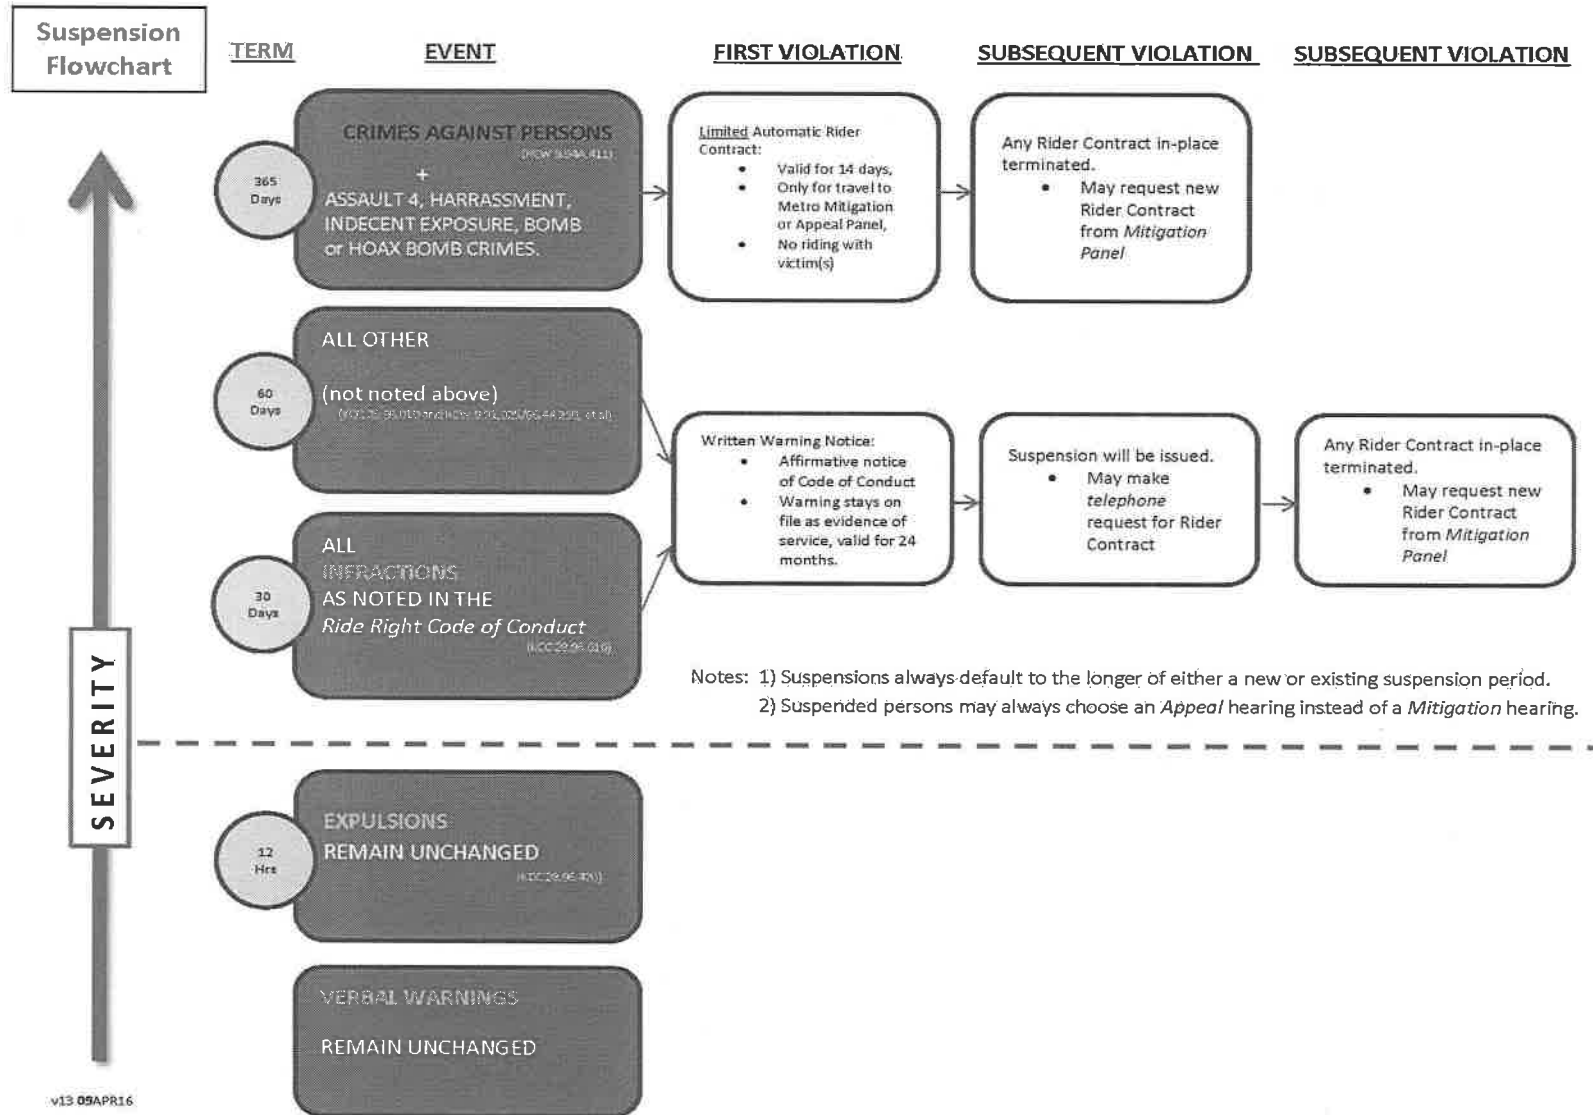 Suspension
Flowchart
TERM
EVENT
FIRST VIOLATION
SUBSEQUENT VIOLATION
SUBSEQUENT VIOLATION
365
Days
CRIMES AGAINST PERSONS
+
ASSAULT 4, HARRASSMENT,
INDECENT EXPOSURE, BOMB
or HOAX BOMB CRIMES.
Limited Automatic Rider
Contract:
• Valid for 14 days,
• Only for travel to
Metro Mitigation
or Appeal Panel,
• No riding with
victim(s)
Any Rider Contract in-place
terminated.
• May request new
Rider Contract
from Mitigation
Panel
60
Days
ALL OTHER
(not noted above)
30
Days
ALL
INFRACTIONS
AS NOTED IN THE
Ride Right Code of Conduct
Written Warning Notice:
• Affirmative notice
of Code of Conduct
• Warning stays on
file as evidence of
service, valid for 24
months.
Suspension will be issued.
• May make
telephone
request for Rider
Contract
Any Rider Contract in-place
terminated.
• May request new
Rider Contract
from Mitigation
Panel
Notes: 1) Suspensions always default to the longer of either a new or existing suspension period.
2) Suspended persons may always choose an Appeal hearing instead of a Mitigation hearing.
SEVERITY
12
Hrs
EXPULSIONS
REMAIN UNCHANGED
VERBAL WARNINGS
REMAIN UNCHANGED
v13 09APR16